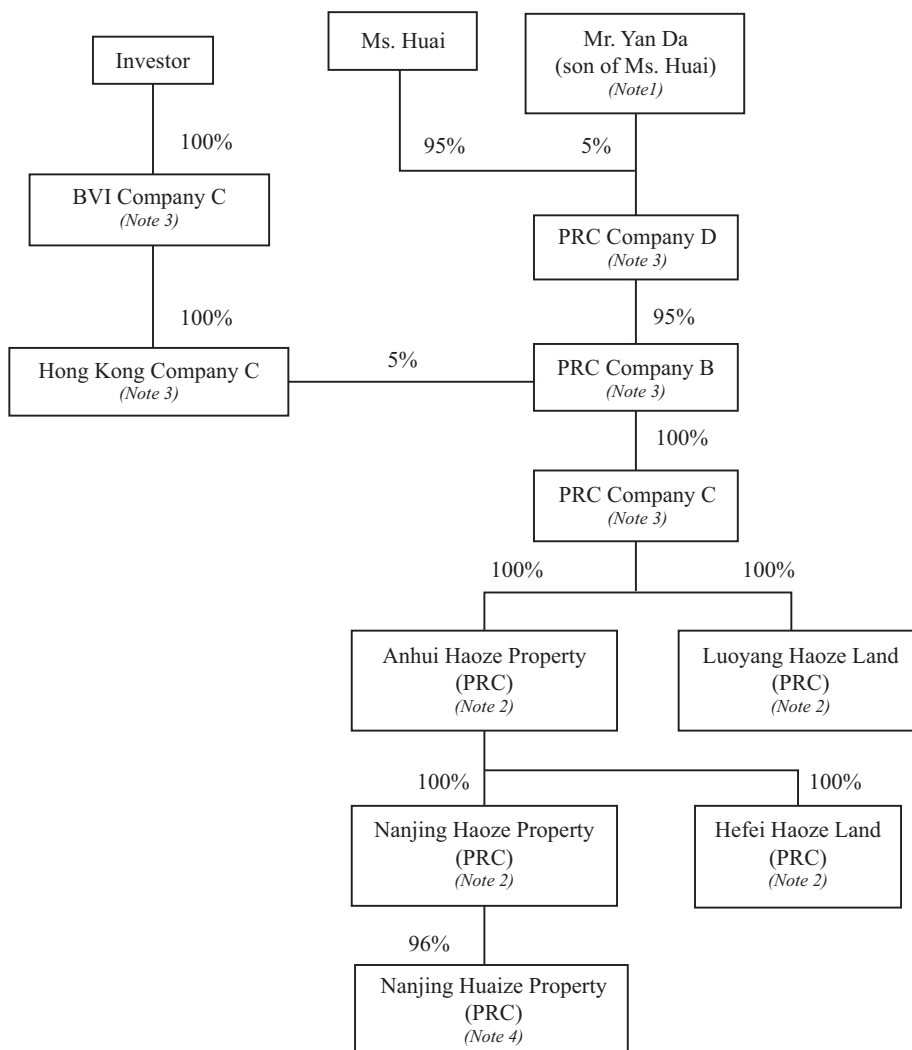 Investor
Ms. Huai
Mr. Yan Da
(son of Ms. Huai)
(Note1)
100%
95%
5%
BVI Company C
(Note 3)
PRC Company D
(Note 3)
100%
95%
Hong Kong Company C
(Note 3)
5%
PRC Company B
(Note 3)
100%
PRC Company C
(Note 3)
100%
100%
Anhui Haoze Property
(PRC)
(Note 2)
Luoyang Haoze Land
(PRC)
(Note 2)
100%
100%
Nanjing Haoze Property
(PRC)
(Note 2)
Hefei Haoze Land
(PRC)
(Note 2)
96%
Nanjing Huaize Property
(PRC)
(Note 4)